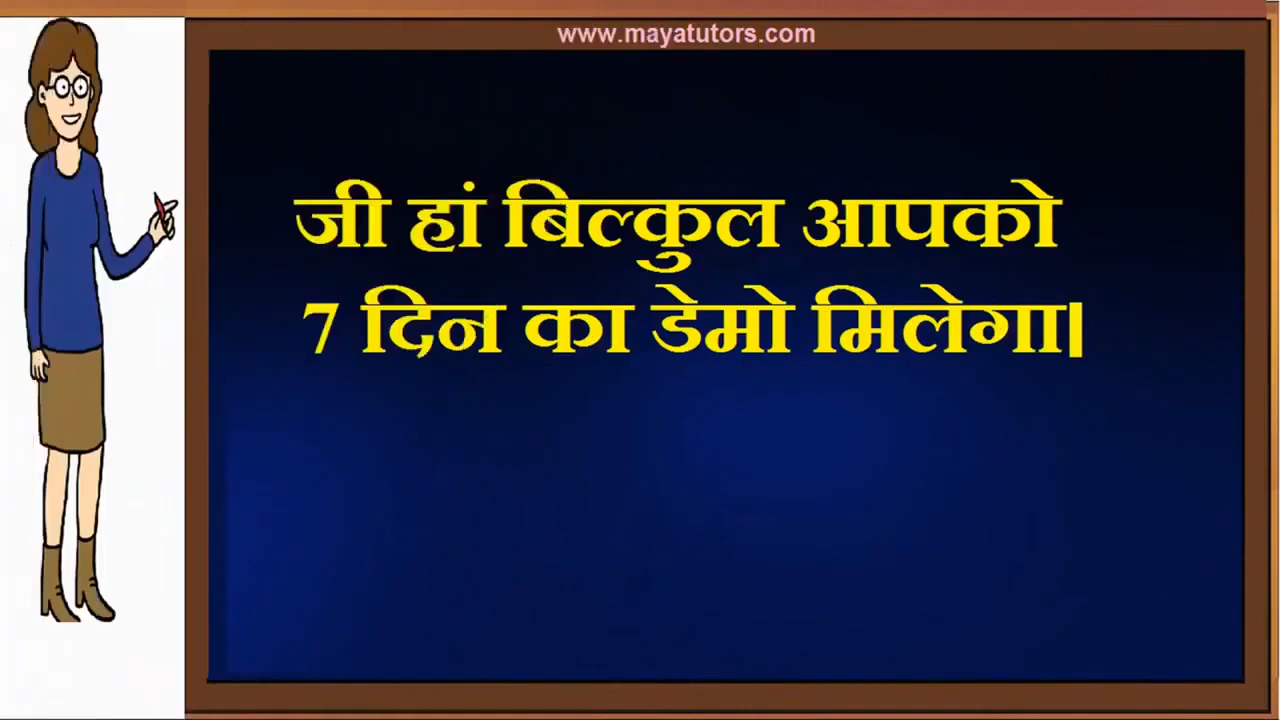 www.mayatutors.com
जी हां बिल्कुल आपको
7 दिन का डेमो मिलेगा।